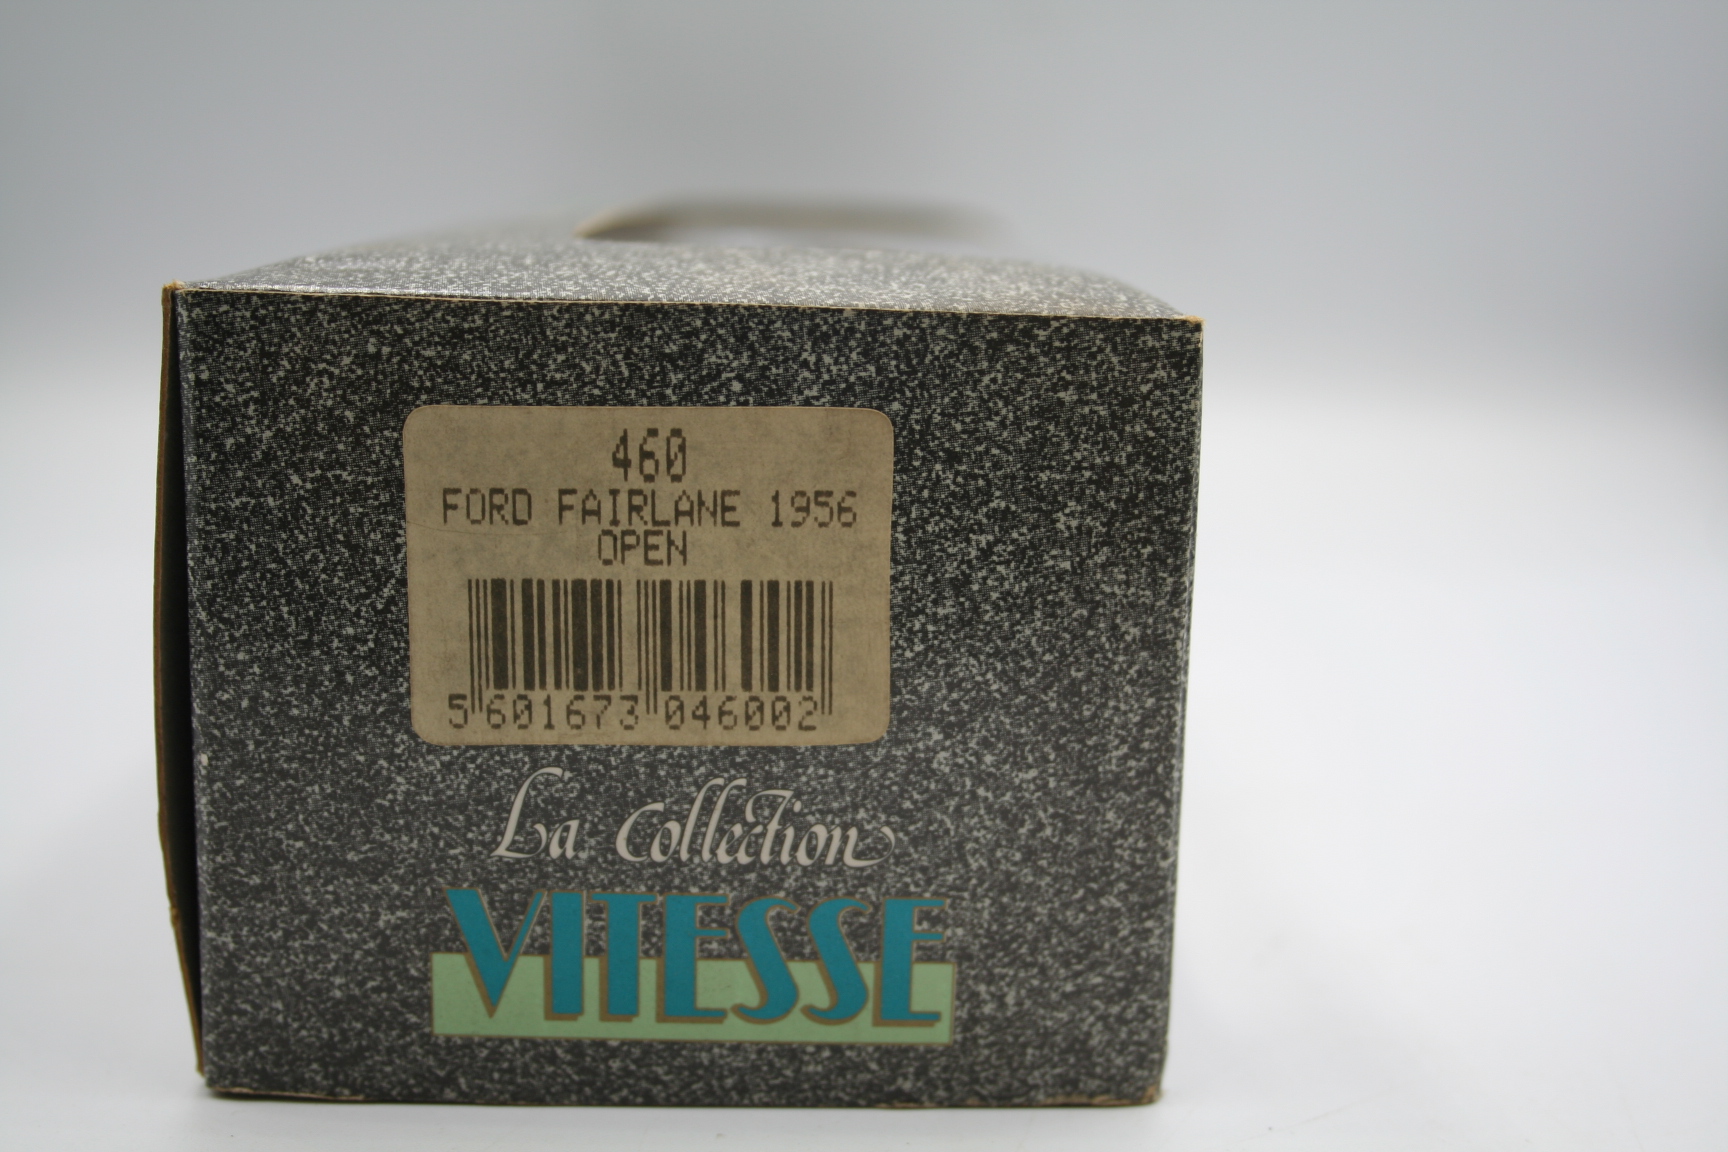 460
FORD FAIRLANE 1956
OPEN
5 601673 046002
La Collection
VITESSE